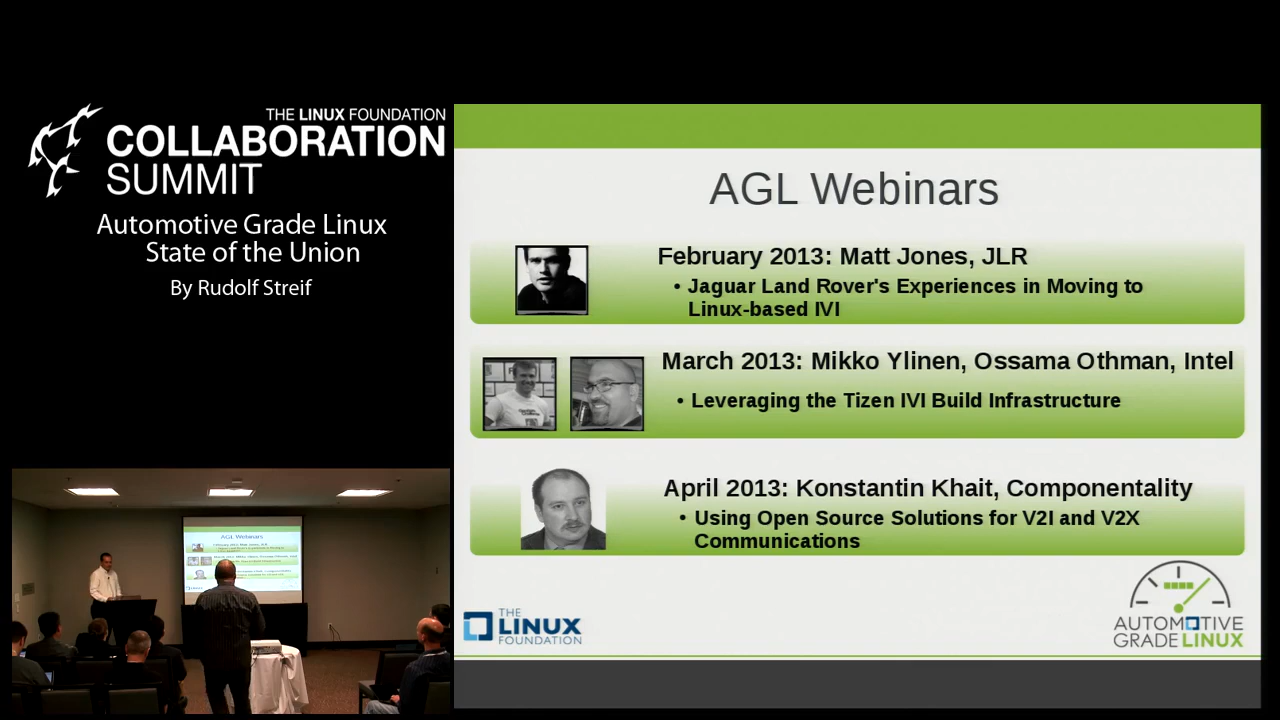 THE LINUX FOUNDATION
COLLABORATION
SUMMIT
Automotive Grade Linux
State of the Union
By Rudolf Streif
AGL Webinars
February 2013: Matt Jones, JLR
• Jaguar Land Rover's Experiences in Moving to
Linux-based IVI
March 2013: Mikko Ylinen, Ossama Othman, Intel
• Leveraging the Tizen IVI Build Infrastructure
April 2013: Konstantin Khait, Componentality
• Using Open Source Solutions for V2I and V2X
Communications
THE
LINUX
FOUNDATION
AUTOMOTIVE
GRADE LINUX
AGL Webinars